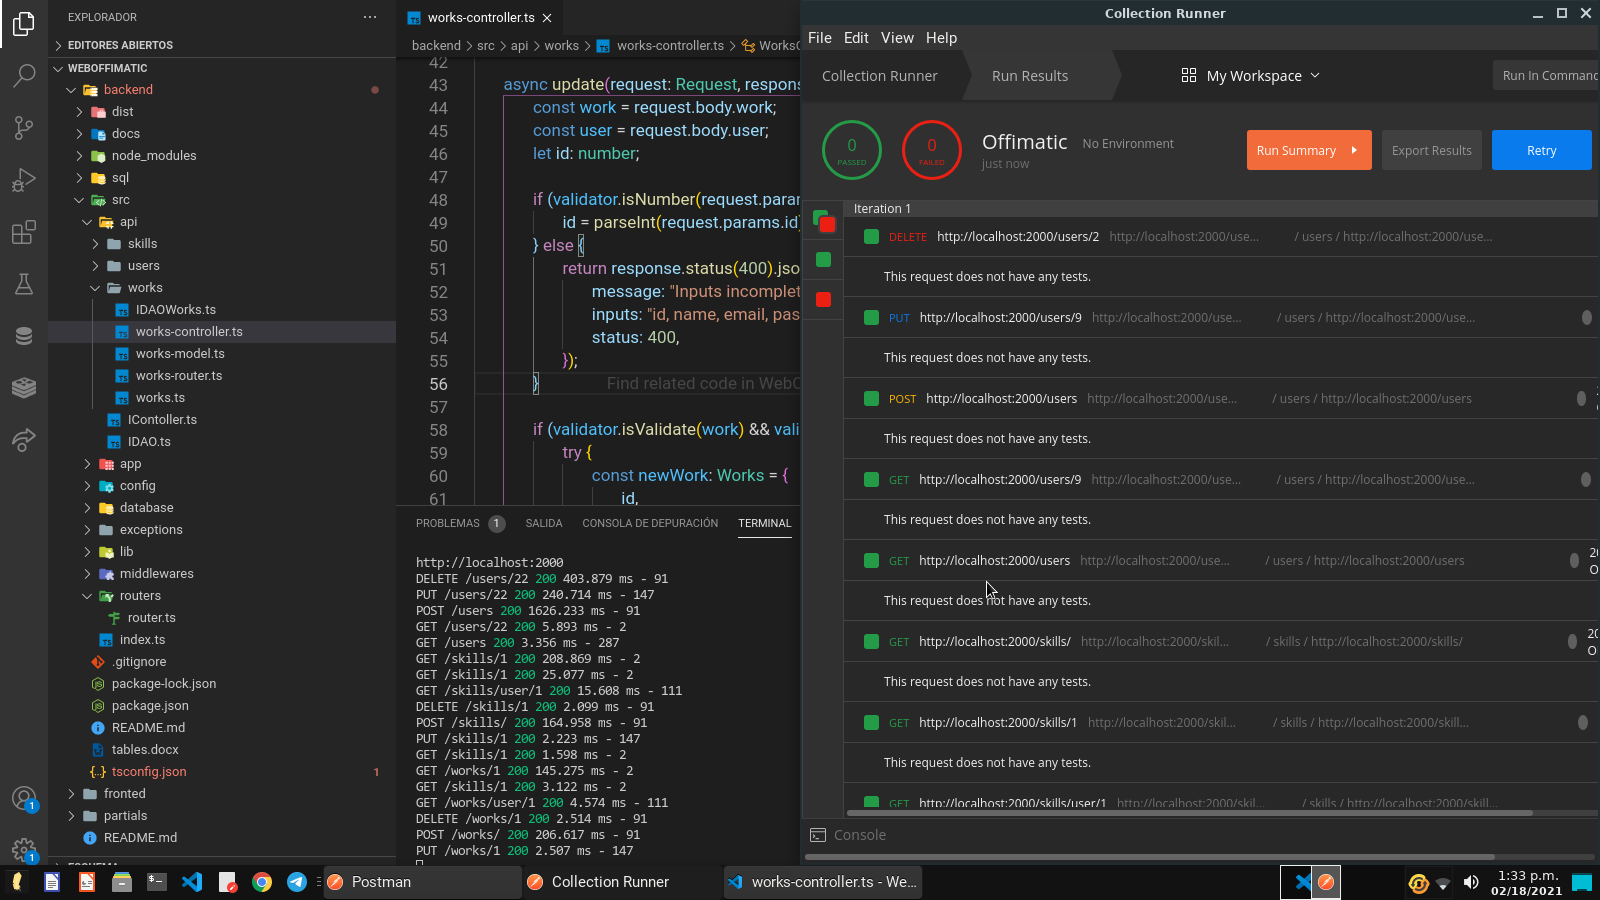 EXPLORADOR
EDITORES ABIERTOS
WEBOFFIMATIC
backend
dist
docs
node_modules
sql
src
api
skills
users
works
IDAOWorks.ts
works-controller.ts
works-model.ts
works-router.ts
works.ts
IContoller.ts
IDAO.ts
app
config
database
exceptions
lib
middlewares
routers
router.ts
index.ts
.gitignore
package-lock.json
package.json
README.md
tables.docx
tsconfig.json 1
fronted
partials
README.md
1
1
works-controller.ts
backend > src > api > works > works-controller.ts > WorksC
42
43 async update(request: Request, respons
44 const work = request.body.work;
45 const user = request.body.user;
46 let id: number;
47
48 if (validator.isNumber(request.para
49 id = parseInt(request.params.id
50 } else {
51 return response.status(400).jso
52 message: "Inputs incomplet
53 inputs: "id, name, email, pas
54 status: 400,
55 });
56 } Find related code in WebO
57
58 if (validator.isValidate(work) && vali
59 try {
60 const newWork: Works = {
61 id,
PROBLEMAS 1 SALIDA CONSOLA DE DEPURACIÓN TERMINAL
http://localhost:2000
DELETE /users/22 200 403.879 ms - 91
PUT /users/22 200 240.714 ms - 147
POST /users 200 1626.233 ms - 91
GET /users/22 200 5.893 ms - 2
GET /users 200 3.356 ms - 287
GET /skills/1 200 208.869 ms - 2
GET /skills/1 200 25.077 ms - 2
GET /skills/user/1 200 15.608 ms - 111
DELETE /skills/1 200 2.099 ms - 91
POST /skills/ 200 164.958 ms - 91
PUT /skills/1 200 2.223 ms - 147
GET /skills/1 200 1.598 ms - 2
GET /works/1 200 145.275 ms - 2
GET /skills/1 200 3.122 ms - 2
GET /works/user/1 200 4.574 ms - 111
DELETE /works/1 200 2.514 ms - 91
POST /works/ 200 206.617 ms - 91
PUT /works/1 200 2.507 ms - 147
Collection Runner
File Edit View Help
Collection Runner Run Results My Workspace Run In Comman
0 PASSED
0 FAILED
Offimatic No Environment
just now
Run Summary Export Results Retry
Iteration 1
DELETE http://localhost:2000/users/2 http://localhost:2000/use... / users / http://localhost:2000/use...
This request does not have any tests.
PUT http://localhost:2000/users/9 http://localhost:2000/use... / users / http://localhost:2000/use...
This request does not have any tests.
POST http://localhost:2000/users http://localhost:2000/use... / users / http://localhost:2000/users
This request does not have any tests.
GET http://localhost:2000/users/9 http://localhost:2000/use... / users / http://localhost:2000/use...
This request does not have any tests.
GET http://localhost:2000/users http://localhost:2000/use... / users / http://localhost:2000/users
This request does not have any tests.
GET http://localhost:2000/skills/ http://localhost:2000/skil... / skills / http://localhost:2000/skills/
This request does not have any tests.
GET http://localhost:2000/skills/1 http://localhost:2000/skil... / skills / http://localhost:2000/skill...
This request does not have any tests.
GET http://localhost:2000/skills/user/1 http://localhost:2000/skil... / skills / http://localhost:2000/skill...
Console
Postman
Collection Runner
works-controller.ts - We...
1:33 p.m.
02/18/2021